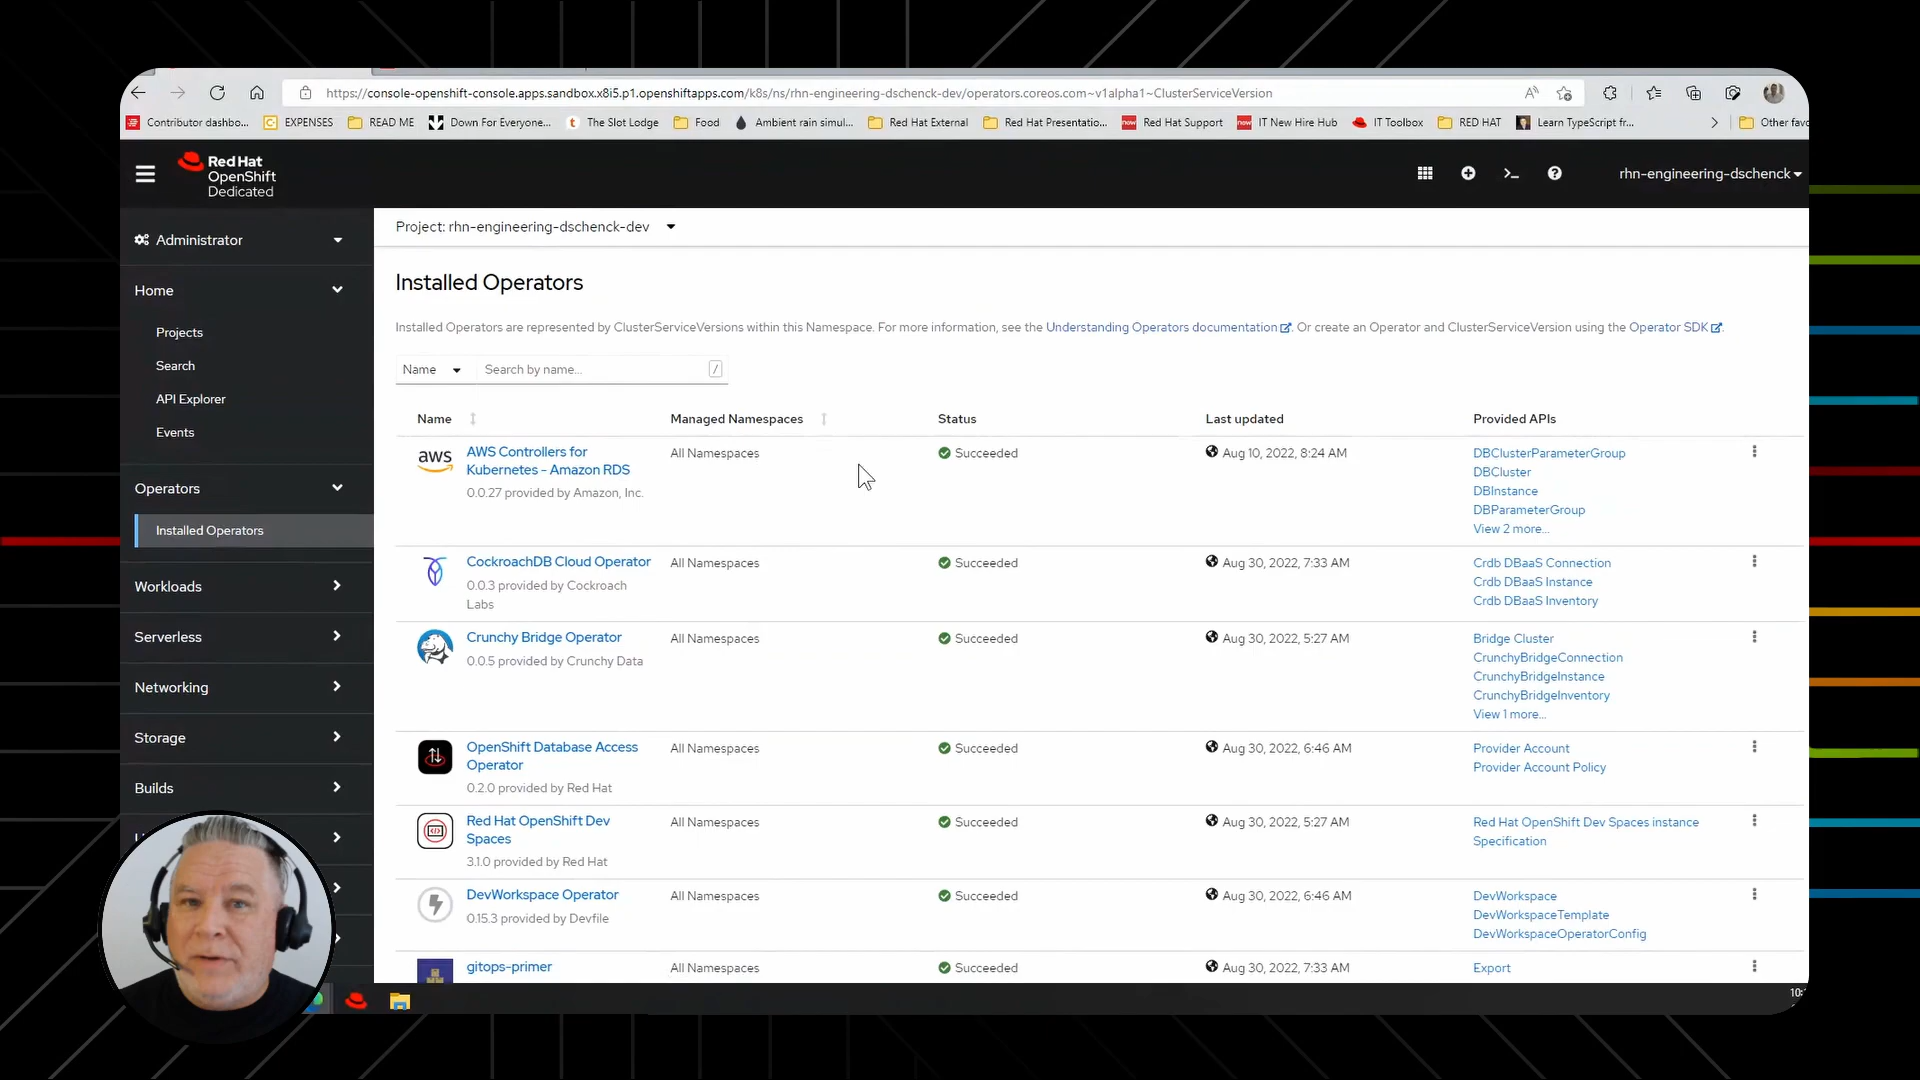 https://console-openshift-console.apps.sandbox.x8i5.p1.openshiftapps.com/k8s/ns/rhn-engineering-dschenck-dev/operators.coreos.com~v1alpha1~ClusterServiceVersion
Contributor dashbo... EXPENSES READ ME Down For Everyone... The Slot Lodge Food Ambient rain simul... Red Hat External Red Hat Presentatio... Red Hat Support IT New Hire Hub IT Toolbox RED HAT Learn TypeScript fr... Other favo
Red Hat
OpenShift
Dedicated
rhn-engineering-dschenck
Administrator
Home
Projects
Search
API Explorer
Events
Operators
Installed Operators
Workloads
Serverless
Networking
Storage
Builds
Project: rhn-engineering-dschenck-dev
Installed Operators
Installed Operators are represented by ClusterServiceVersions within this Namespace. For more information, see the Understanding Operators documentation. Or create an Operator and ClusterServiceVersion using the Operator SDK.
Name Search by name... /
Name Managed Namespaces Status Last updated Provided APIs
aws
AWS Controllers for
Kubernetes - Amazon RDS
0.0.27 provided by Amazon, Inc.
All Namespaces
Succeeded
Aug 10, 2022, 8:24 AM
DBClusterParameterGroup
DBCluster
DBInstance
DBParameterGroup
View 2 more...
CockroachDB Cloud Operator
0.0.3 provided by Cockroach
Labs
All Namespaces
Succeeded
Aug 30, 2022, 7:33 AM
Crdb DBaaS Connection
Crdb DBaaS Instance
Crdb DBaaS Inventory
Crunchy Bridge Operator
0.0.5 provided by Crunchy Data
All Namespaces
Succeeded
Aug 30, 2022, 5:27 AM
Bridge Cluster
CrunchyBridgeConnection
CrunchyBridgeInstance
CrunchyBridgeInventory
View 1 more...
OpenShift Database Access
Operator
0.2.0 provided by Red Hat
All Namespaces
Succeeded
Aug 30, 2022, 6:46 AM
Provider Account
Provider Account Policy
Red Hat OpenShift Dev
Spaces
3.1.0 provided by Red Hat
All Namespaces
Succeeded
Aug 30, 2022, 5:27 AM
Red Hat OpenShift Dev Spaces instance
Specification
DevWorkspace Operator
0.15.3 provided by Devfile
All Namespaces
Succeeded
Aug 30, 2022, 6:46 AM
DevWorkspace
DevWorkspaceTemplate
DevWorkspaceOperatorConfig
gitops-primer
All Namespaces
Succeeded
Aug 30, 2022, 7:33 AM
Export